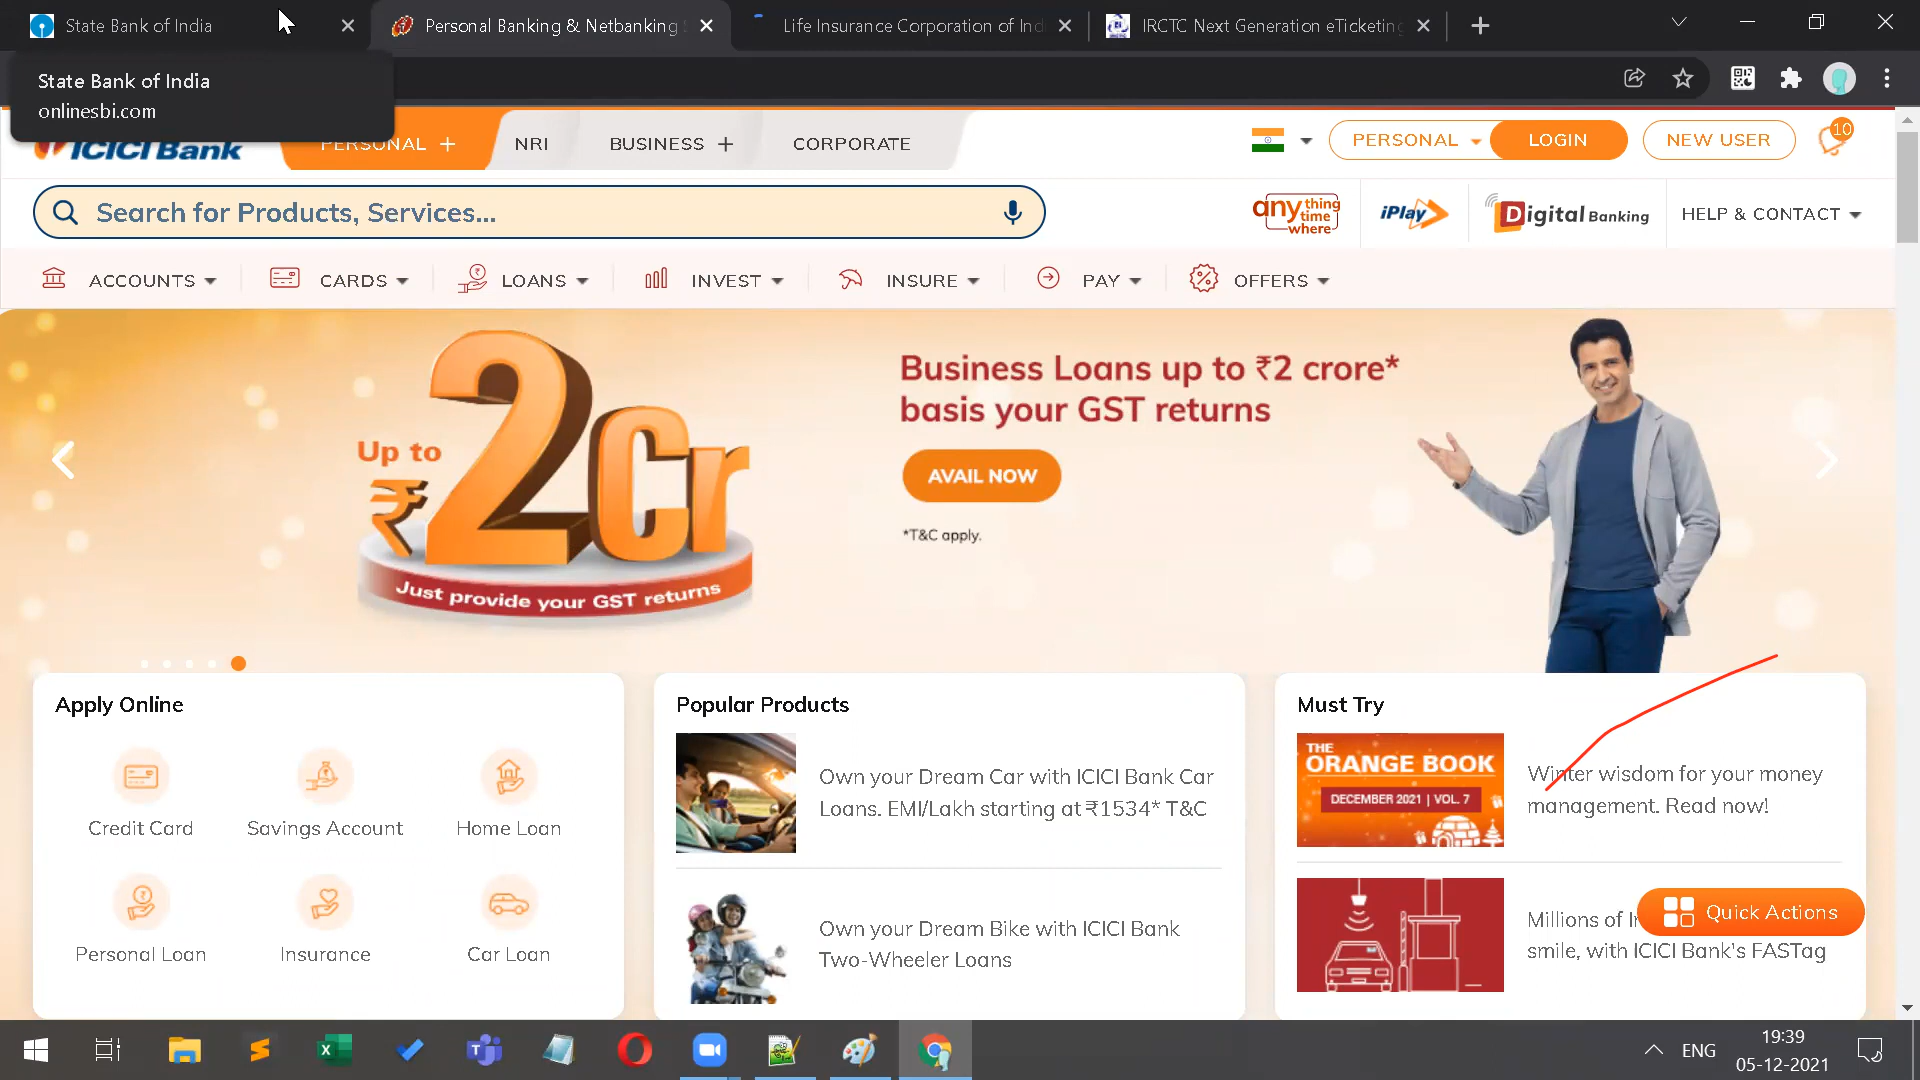 State Bank of India
Personal Banking & Netbanking
Life Insurance Corporation of Ind
IRCTC Next Generation eTicketing
State Bank of India
onlinesbi.com
ICICI Bank
PERSONAL +
NRI
BUSINESS +
CORPORATE
PERSONAL
LOGIN
NEW USER
10
Search for Products, Services...
any thing time where
iPlay
Digital Banking
HELP & CONTACT
ACCOUNTS
CARDS
LOANS
INVEST
INSURE
PAY
OFFERS
Up to
₹2Cr
Just provide your GST returns
Business Loans up to ₹2 crore*
basis your GST returns
AVAIL NOW
*T&C apply.
Apply Online
Credit Card
Savings Account
Home Loan
Personal Loan
Insurance
Car Loan
Popular Products
Own your Dream Car with ICICI Bank Car
Loans. EMI/Lakh starting at ₹1534* T&C
Own your Dream Bike with ICICI Bank
Two-Wheeler Loans
Must Try
THE
ORANGE BOOK
DECEMBER 2021 | VOL. 7
Winter wisdom for your money
management. Read now!
Millions of
smile, with ICICI Bank's FASTag
Quick Actions
ENG
19:39
05-12-2021